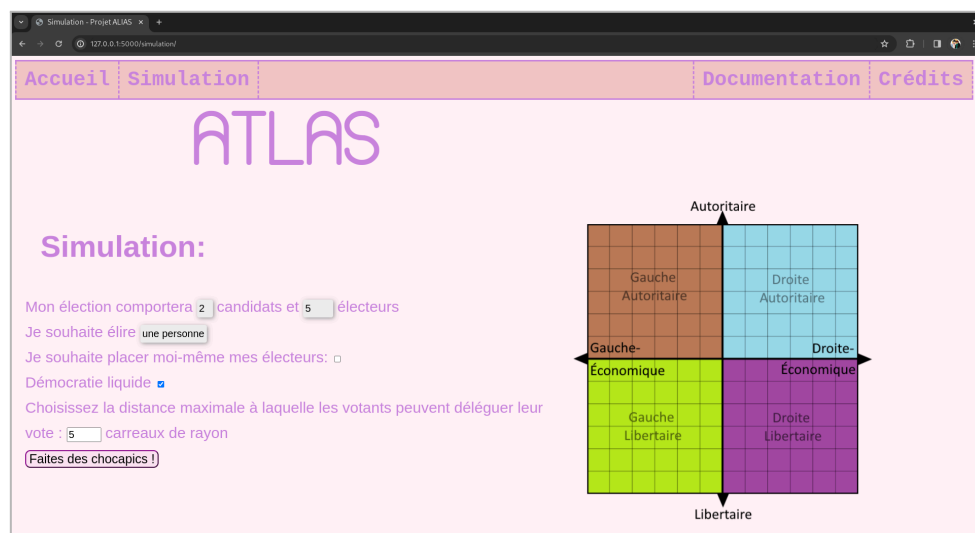 Simulation - Projet ALIAS
127.0.0.1:5000/simulation/
Accueil Simulation Documentation Crédits
ATLAS
Simulation:
Mon élection comportera 2 candidats et 5 électeurs
Je souhaite élire une personne
Je souhaite placer moi-même mes électeurs:
Démocratie liquide
Choisissez la distance maximale à laquelle les votants peuvent déléguer leur
vote : 5 carreaux de rayon
Faites des chocapics !
Autoritaire
Gauche
Autoritaire
Droite
Autoritaire
Gauche-
Économique
Droite-
Économique
Gauche
Libertaire
Droite
Libertaire
Libertaire